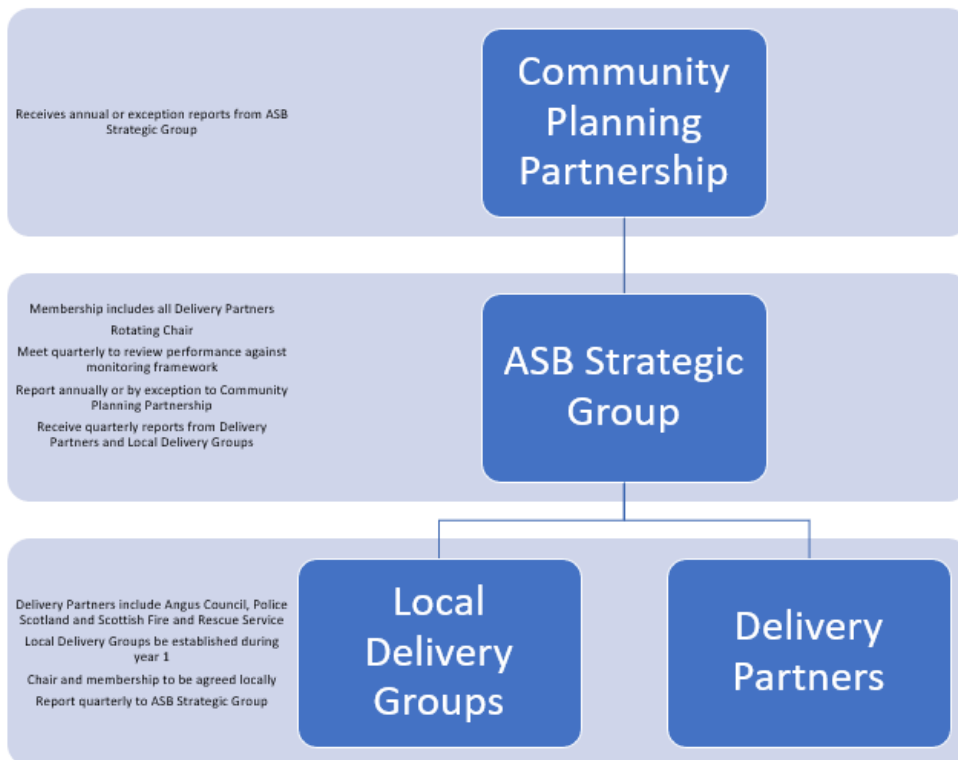 Receives annual or exception reports from ASB
Strategic Group
Community
Planning
Partnership
Membership includes all Delivery Partners
Rotating Chair
Meet quarterly to review performance against
monitoring framework
Report annually or by exception to Community
Planning Partnership
Receive quarterly reports from Delivery
Partners and Local Delivery Groups
ASB Strategic
Group
Delivery Partners include Angus Council, Police
Scotland and Scottish Fire and Rescue Service
Local Delivery Groups be established during
year 1
Chair and membership to be agreed locally
Report quarterly to ASB Strategic Group
Local
Delivery
Groups
Delivery
Partners